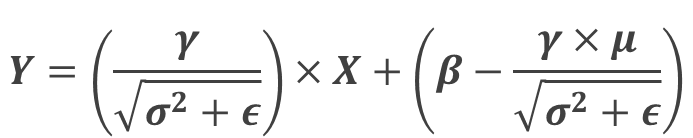 Y = (γ / √(σ² + ϵ)) × X + (β − (γ × μ) / √(σ² + ϵ))